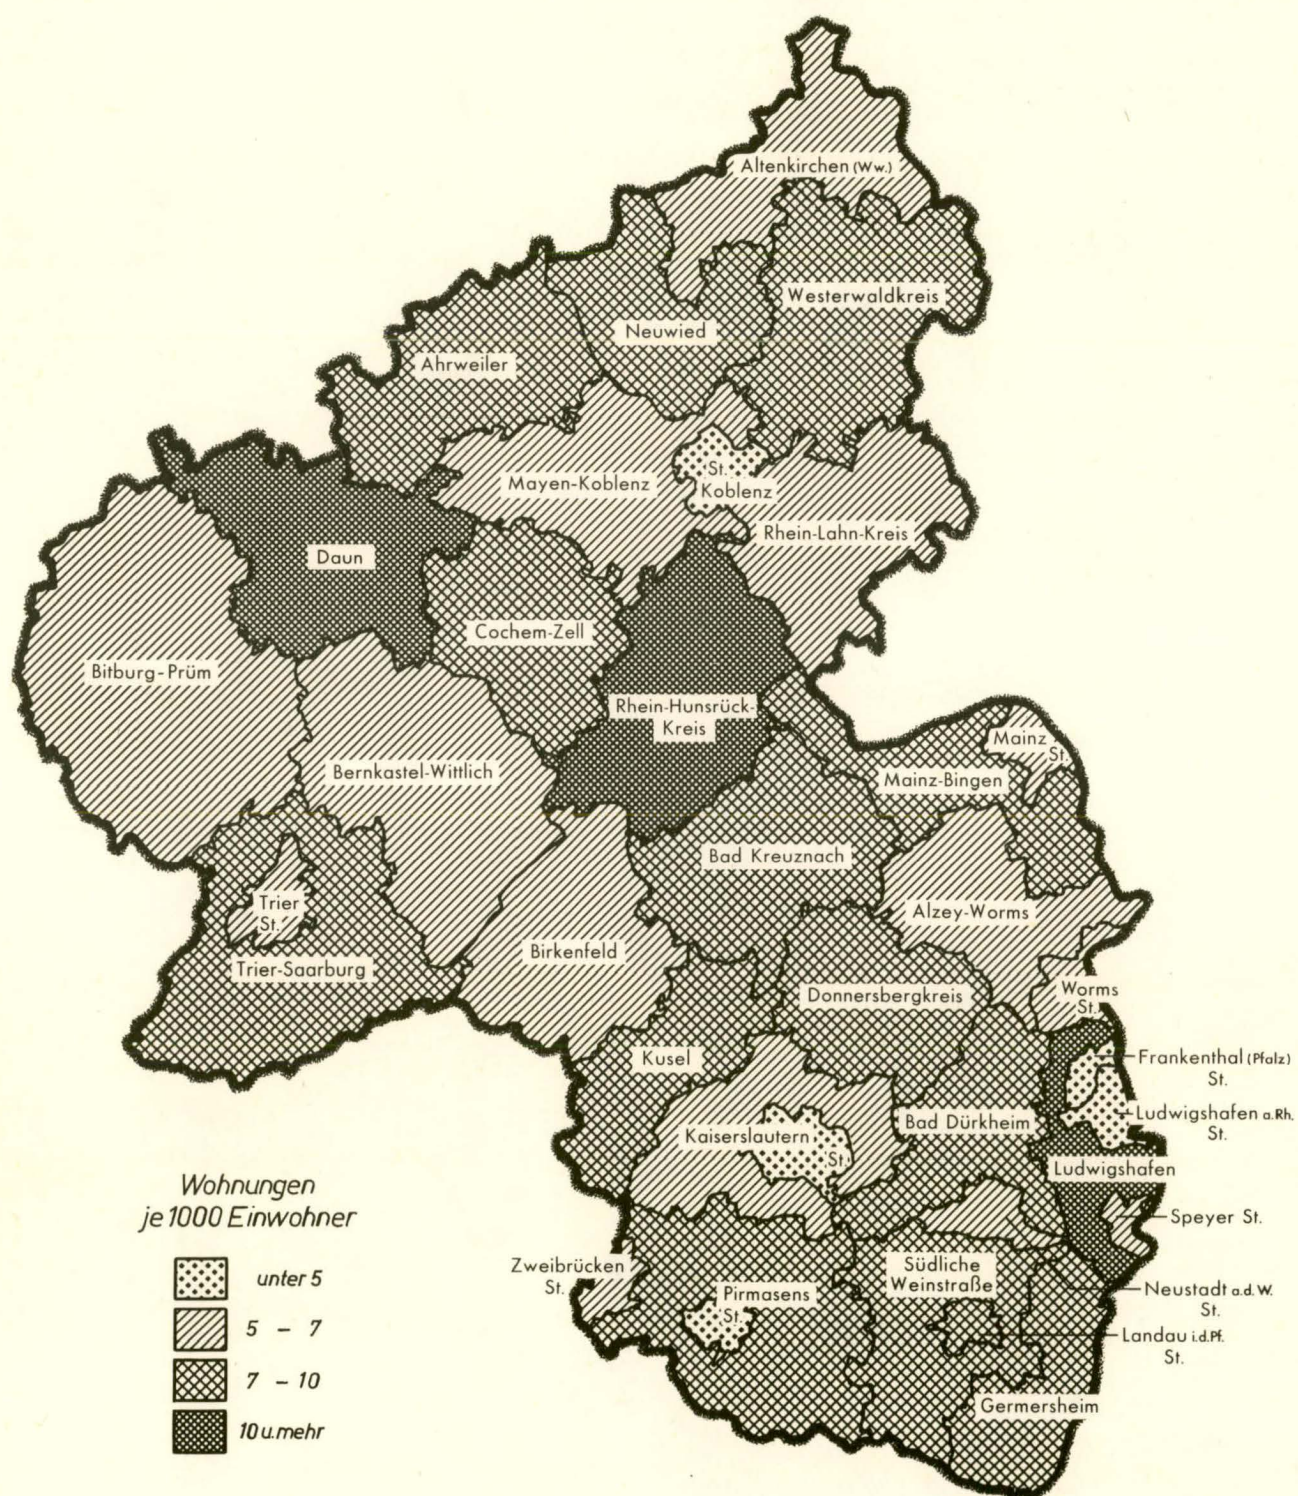 Altenkirchen (Ww.)
Westerwaldkreis
Neuwied
Ahrweiler
Mayen-Koblenz
St.
Koblenz
Rhein-Lahn-Kreis
Daun
Cochem-Zell
Bitburg-Prüm
Rhein-Hunsrück-
Kreis
Bernkastel-Wittlich
Mainz
St.
Mainz-Bingen
Bad Kreuznach
Trier
St.
Alzey-Worms
Birkenfeld
Trier-Saarburg
Donnersbergkreis
Worms
St.
Kusel
Frankenthal (Pfalz)
St.
Ludwigshafen a.Rh.
St.
Bad Dürkheim
Kaiserslautern
St.
Ludwigshafen
Speyer St.
Zweibrücken
St.
Südliche
Weinstraße
Pirmasens
St.
Neustadt a.d.W.
St.
Landau i.d.Pf.
St.
Germersheim
Wohnungen
je 1000 Einwohner
unter 5
5 – 7
7 – 10
10 u. mehr